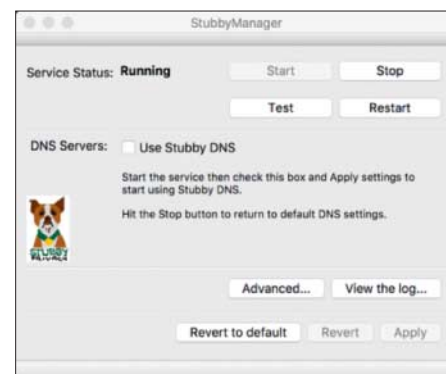 StubbyManager
Service Status: Running Start Stop
Test Restart
DNS Servers: Use Stubby DNS
Start the service then check this box and Apply settings to
start using Stubby DNS.
Hit the Stop button to return to default DNS settings.
STUBBY
Advanced... View the log...
Revert to default Revert Apply